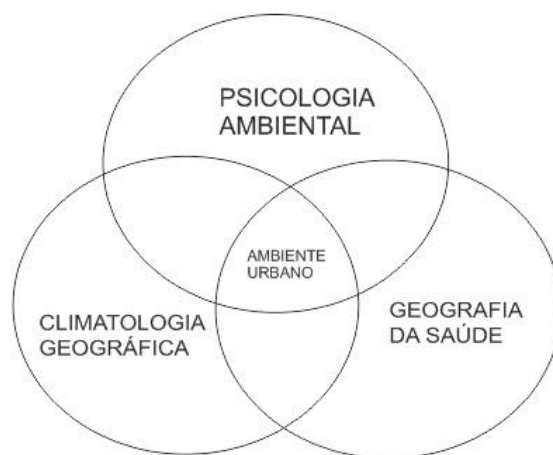 PSICOLOGIA
AMBIENTAL
AMBIENTE
URBANO
CLIMATOLOGIA
GEOGRÁFICA
GEOGRAFIA
DA SAÚDE